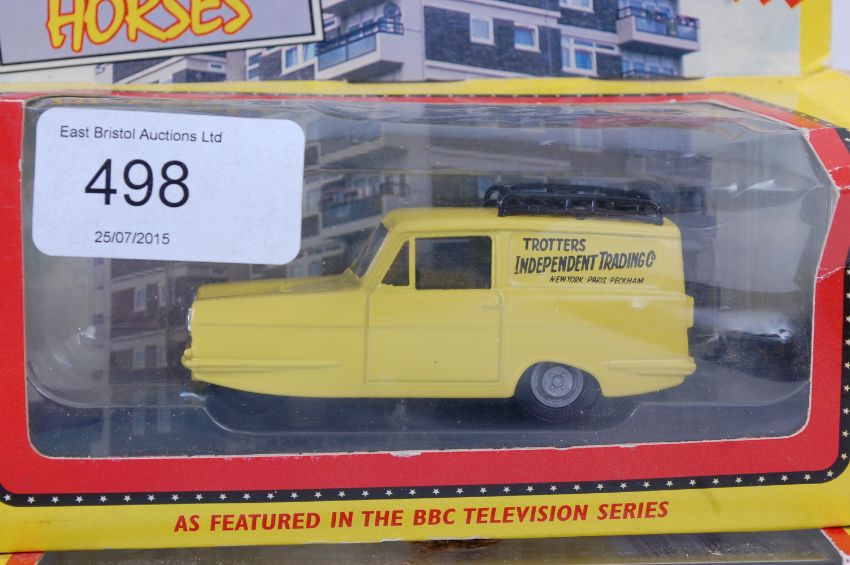 HORSES
East Bristol Auctions Ltd
498
25/07/2015
TROTTERS
INDEPENDENT TRADING Co
NEW YORK PARIS PECKHAM
AS FEATURED IN THE BBC TELEVISION SERIES